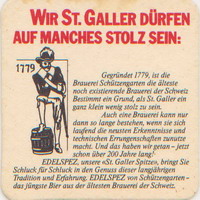 WIR ST. GALLER DÜRFEN
AUF MANCHES STOLZ SEIN:
1779
Gegründet 1779, ist die
Brauerei Schützengarten die älteste
noch existierende Brauerei der Schweiz
Bestimmt ein Grund, als St. Galler ein
ganz klein wenig stolz zu sein.
Auch eine Brauerei kann nur
dann so lange bestehen, wenn sie sich
laufend die neusten Erkenntnisse und
technischen Errungenschaften zunutze
macht. Und das haben wir getan – jetzt
schon über 200 Jahre lang!
EDELSPEZ, unsere «St. Galler Spitze», bringt Sie
Schluck für Schluck in den Genuss dieser langjährigen
Tradition und Erfahrung. EDELSPEZ von Schützengarten –
das jüngste Bier aus der ältesten Brauerei der Schweiz.